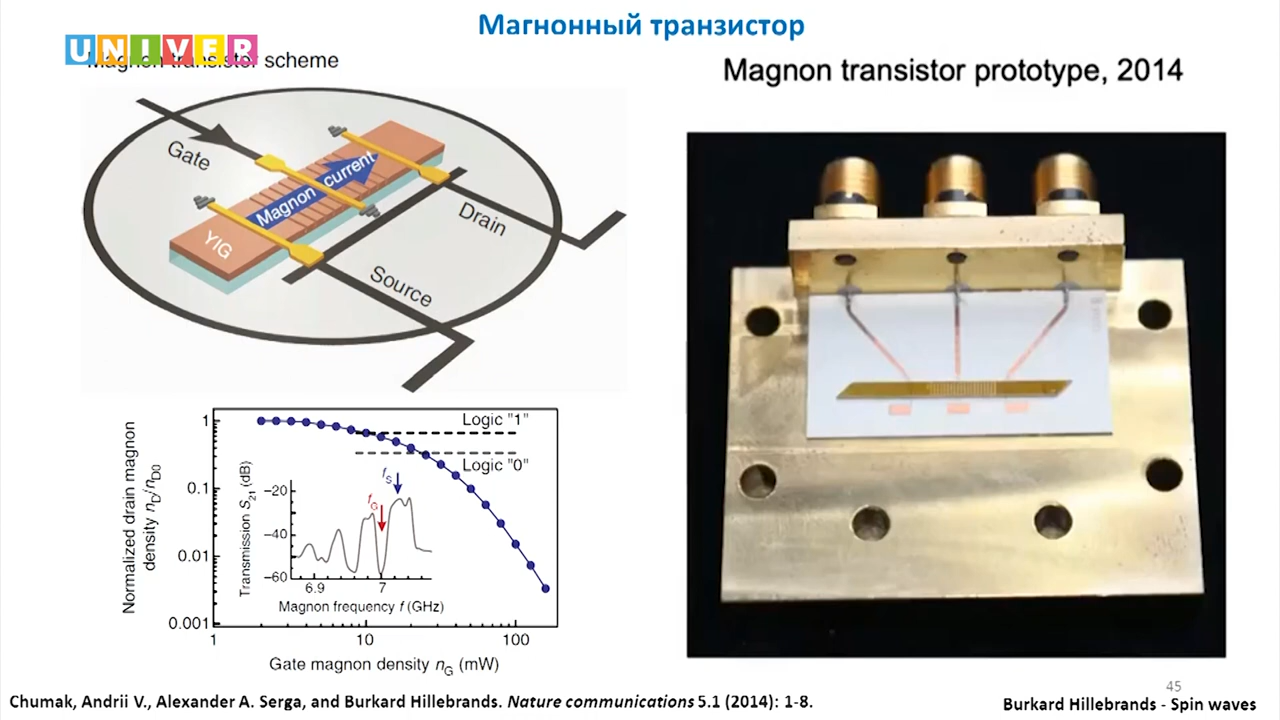 Магнонный транзистор
UNIVER
Magnon transistor scheme
Magnon transistor prototype, 2014
Gate
Magnon current
YIG
Drain
Source
Normalized drain magnon
density nD/nD0
1
0.1
0.01
0.001
Logic "1"
Logic "0"
Transmission S21 (dB)
−20
−40
−60
fS
fG
6.9
7
Magnon frequency f (GHz)
1
10
100
Gate magnon density nG (mW)
45
Chumak, Andrii V., Alexander A. Serga, and Burkard Hillebrands. Nature communications 5.1 (2014): 1-8.
Burkard Hillebrands - Spin waves